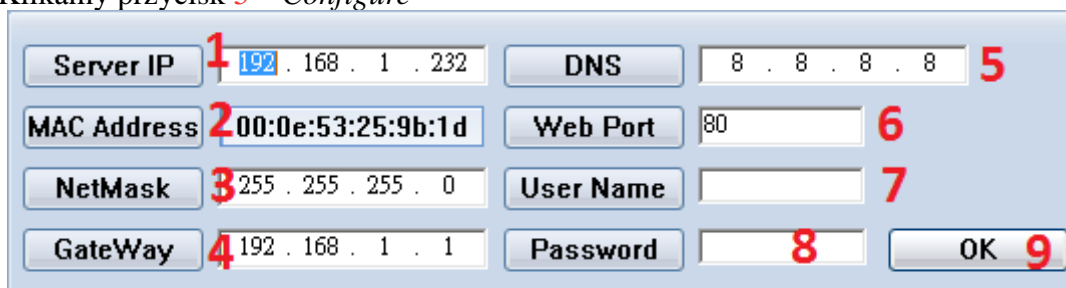 Klikamy przycisk 3 – Configure
Server IP 1 192 . 168 . 1 . 232 DNS 8 . 8 . 8 . 8 5
MAC Address 2 00:0e:53:25:9b:1d Web Port 80 6
NetMask 3 255 . 255 . 255 . 0 User Name 7
GateWay 4 192 . 168 . 1 . 1 Password 8 OK 9